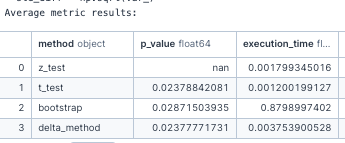 Average metric results:
method object p_value float64 execution_time fl...
0 z_test nan 0.001799345016
1 t_test 0.02378842081 0.001200199127
2 bootstrap 0.02871503935 0.8798997402
3 delta_method 0.02377771731 0.003753900528